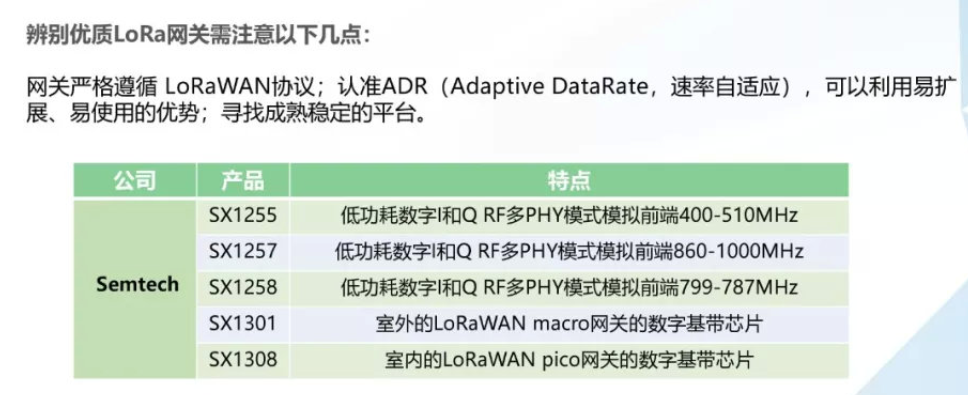 辨别优质LoRa网关需注意以下几点：
网关严格遵循 LoRaWAN协议；认准ADR（Adaptive DataRate，速率自适应），可以利用易扩
展、易使用的优势；寻找成熟稳定的平台。
公司 产品 特点
SX1255 低功耗数字I和Q RF多PHY模式模拟前端400-510MHz
SX1257 低功耗数字I和Q RF多PHY模式模拟前端860-1000MHz
Semtech SX1258 低功耗数字I和Q RF多PHY模式模拟前端799-787MHz
SX1301 室外的LoRaWAN macro网关的数字基带芯片
SX1308 室内的LoRaWAN pico网关的数字基带芯片